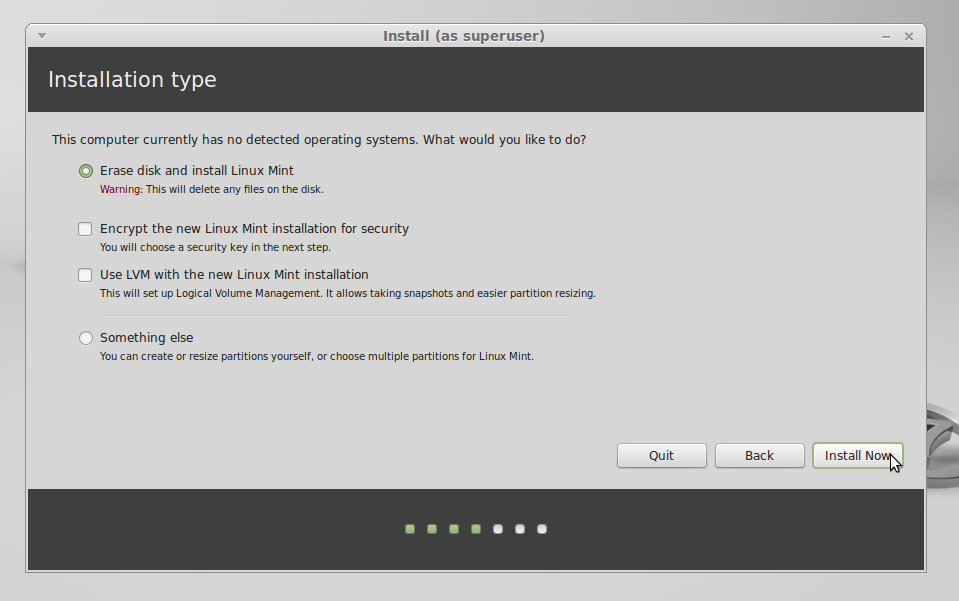 Install (as superuser)
Installation type
This computer currently has no detected operating systems. What would you like to do?
Erase disk and install Linux Mint
Warning: This will delete any files on the disk.
Encrypt the new Linux Mint installation for security
You will choose a security key in the next step.
Use LVM with the new Linux Mint installation
This will set up Logical Volume Management. It allows taking snapshots and easier partition resizing.
Something else
You can create or resize partitions yourself, or choose multiple partitions for Linux Mint.
Quit Back Install Now
7